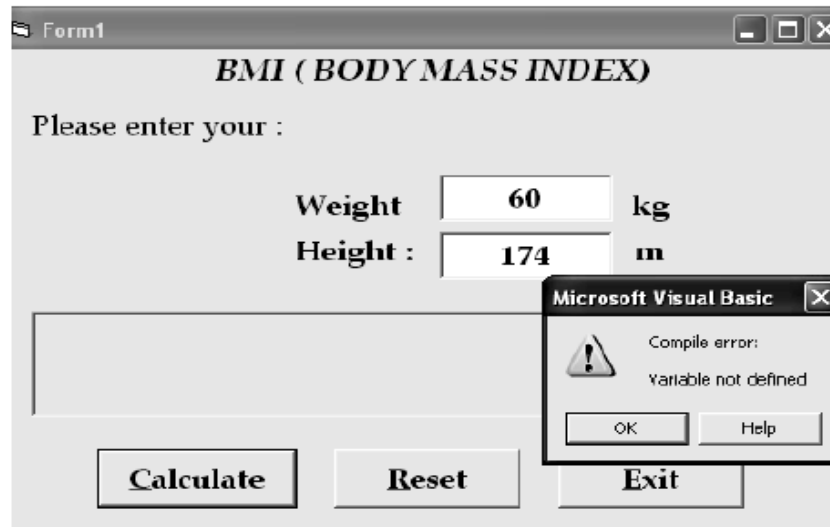 Form1
BMI ( BODY MASS INDEX)
Please enter your :
Weight 60 kg
Height : 174 m
Microsoft Visual Basic
Compile error:
Variable not defined
OK Help
Calculate Reset Exit